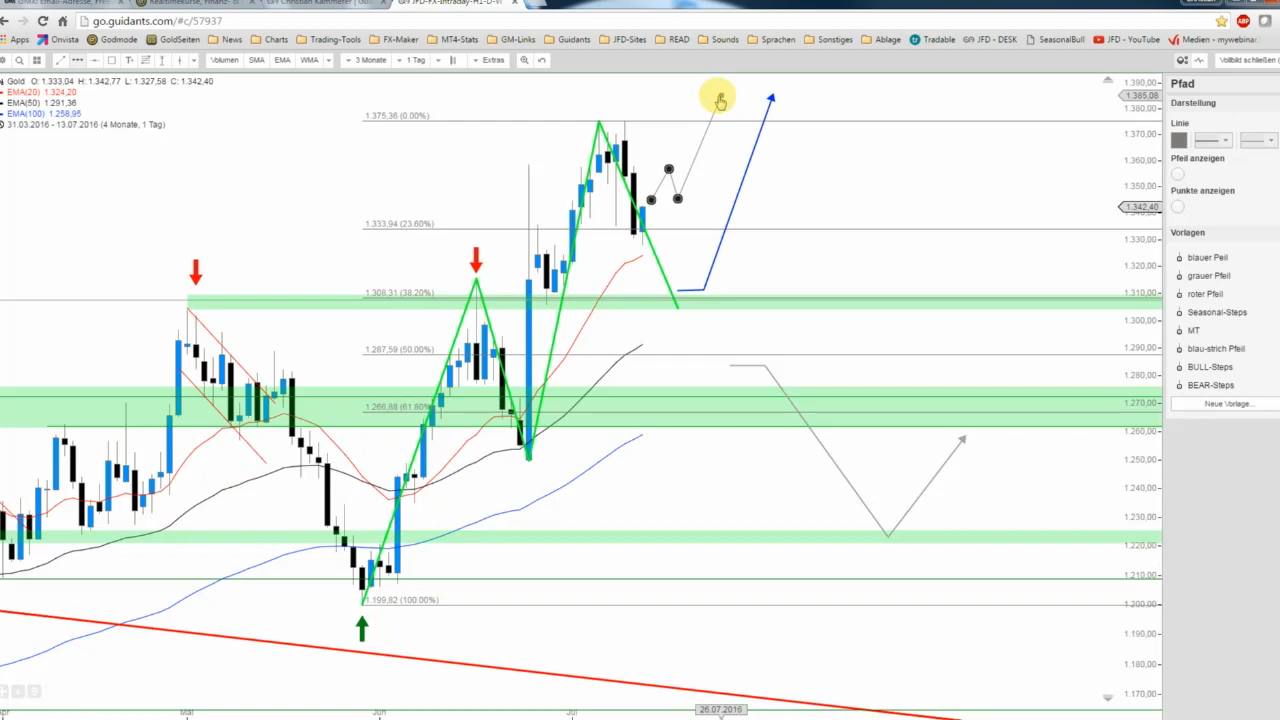 go.guidants.com/#c/57937
Apps Onvista Godmode GoldSeiten News Charts Trading-Tools FX-Maker MT4-Stats GM-Links Guidants JFD-Sites READ Sounds Sprachen Sonstiges Ablage Tradable JFD - DESK SeasonalBull JFD - YouTube Medien - mywebinar
Volumen SMA EMA WMA 3 Monate 1 Tag Extras Vollbild schließen
Gold O: 1.333,04 H: 1.342,77 L: 1.327,58 C: 1.342,40
EMA(20) 1.324,20
EMA(50) 1.291,36
EMA(100) 1.258,95
31.03.2016 - 13.07.2016 (4 Monate, 1 Tag)
1.375,36 (0.00%)
1.333,94 (23.60%)
1.308,31 (38.20%)
1.287,59 (50.00%)
1.266,88 (61.80%)
1.199,82 (100.00%)
1.390,00
1.385,08
1.380,00
1.370,00
1.360,00
1.350,00
1.342,40
1.330,00
1.320,00
1.310,00
1.300,00
1.290,00
1.280,00
1.270,00
1.260,00
1.250,00
1.240,00
1.230,00
1.220,00
1.210,00
1.200,00
1.190,00
1.180,00
1.170,00
Mai Jun Jul 26.07.2016
Pfad
Darstellung
Linie
Pfeil anzeigen
Punkte anzeigen
Vorlagen
blauer Peil
grauer Pfeil
roter Pfeil
Seasonal-Steps
MT
blau-strich Pfeil
BULL-Steps
BEAR-Steps
Neue Vorlage...